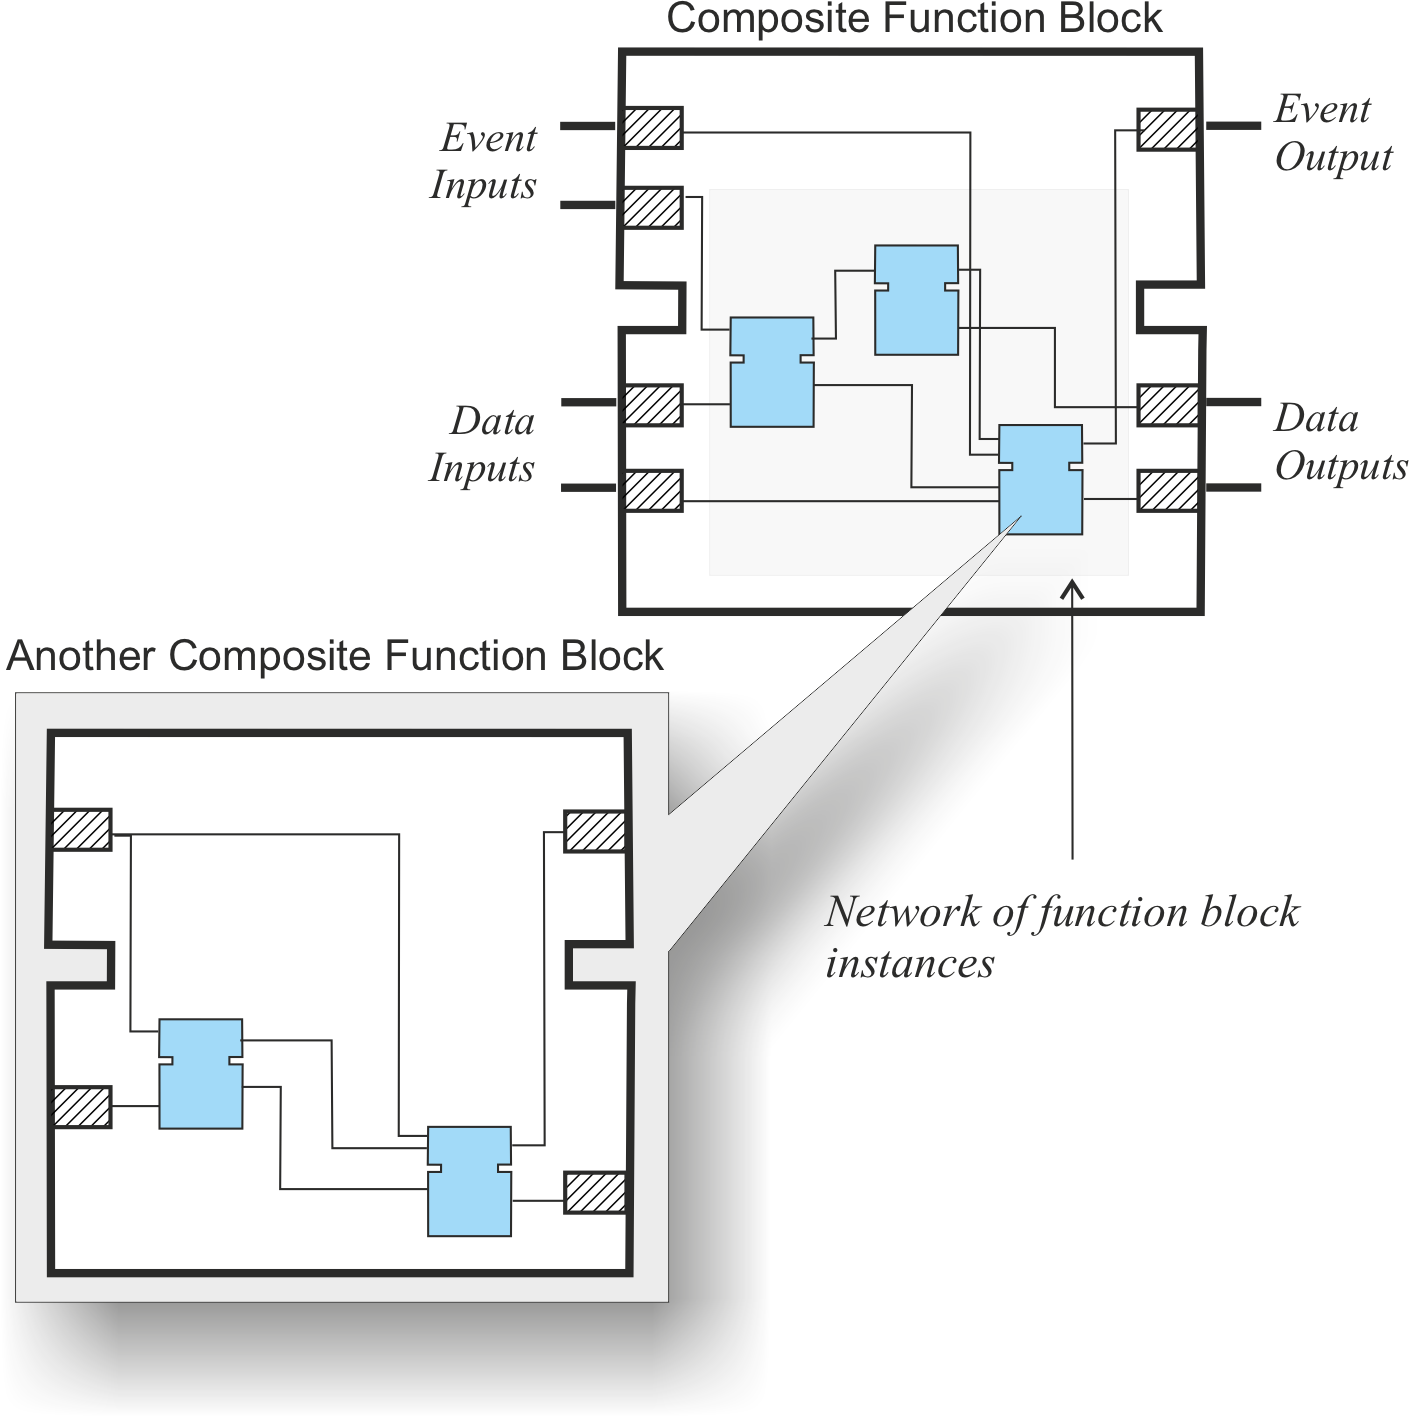 Composite Function Block
Event
Inputs
Event
Output
Data
Inputs
Data
Outputs
Another Composite Function Block
Network of function block
instances